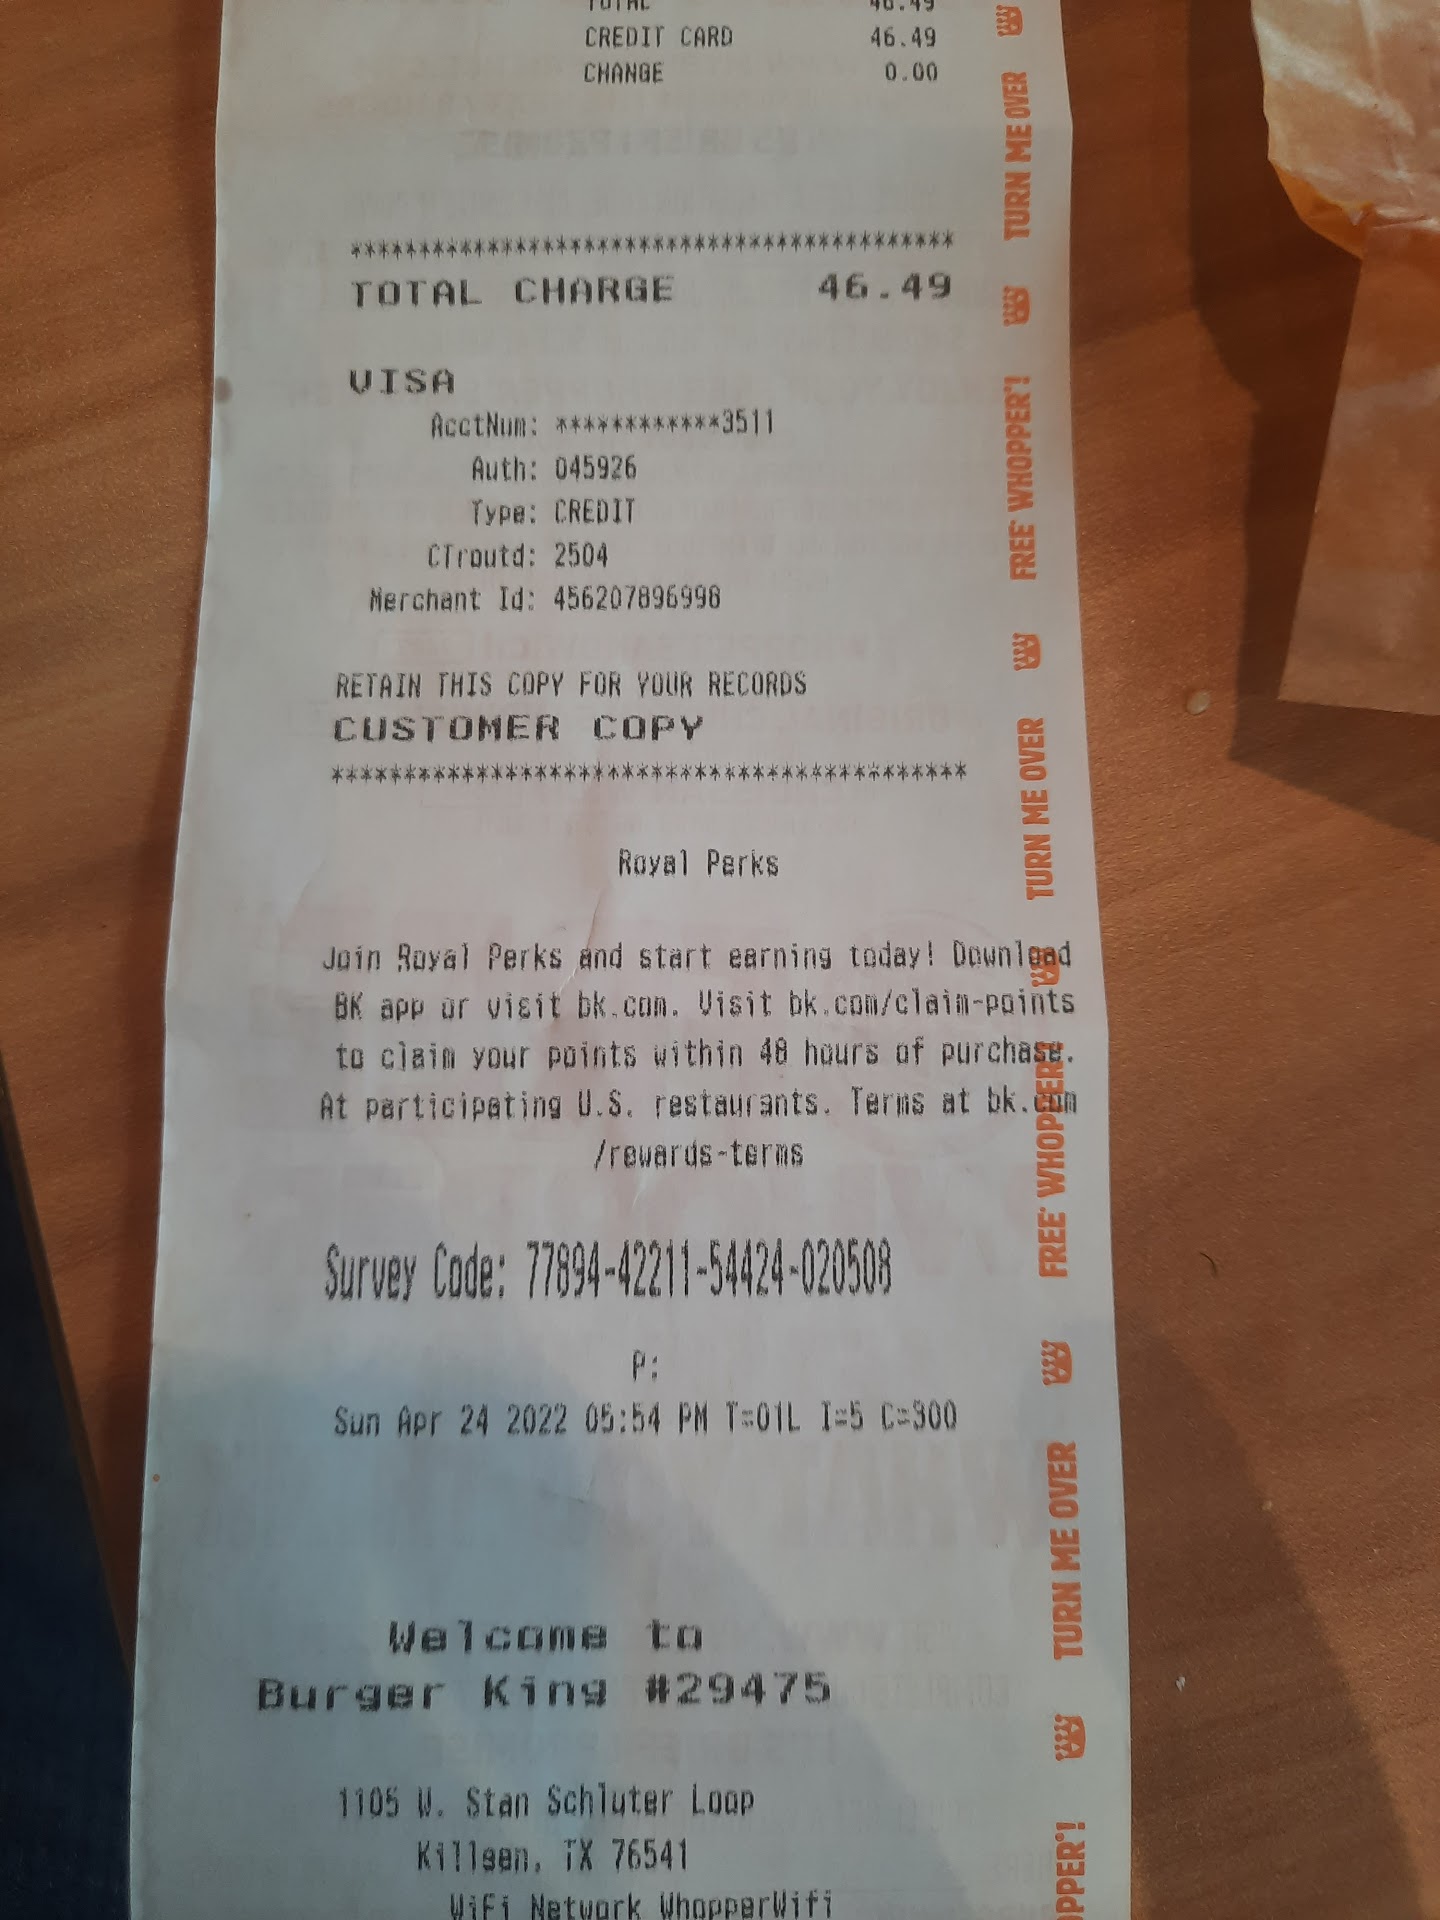 TOTAL 46.49
CREDIT CARD 46.49
CHANGE 0.00
******************************************
TOTAL CHARGE 46.49
VISA
AcctNum: ************3511
Auth: 045926
Type: CREDIT
CTroutd: 2504
Merchant Id: 456207896998
RETAIN THIS COPY FOR YOUR RECORDS
CUSTOMER COPY
******************************************
Royal Perks
Join Royal Perks and start earning today! Download
BK app or visit bk.com. Visit bk.com/claim-points
to claim your points within 48 hours of purchase.
At participating U.S. restaurants. Terms at bk.com
/rewards-terms
Survey Code: 77894-42211-54424-020508
P:
Sun Apr 24 2022 05:54 PM T=01L I=5 C=300
Welcome to
Burger King #29475
1105 W. Stan Schluter Loop
Killeen, TX 76541
WiFi Network WhopperWifi
TURN ME OVER
FREE WHOPPER!
TURN ME OVER
FREE WHOPPER!
TURN ME OVER